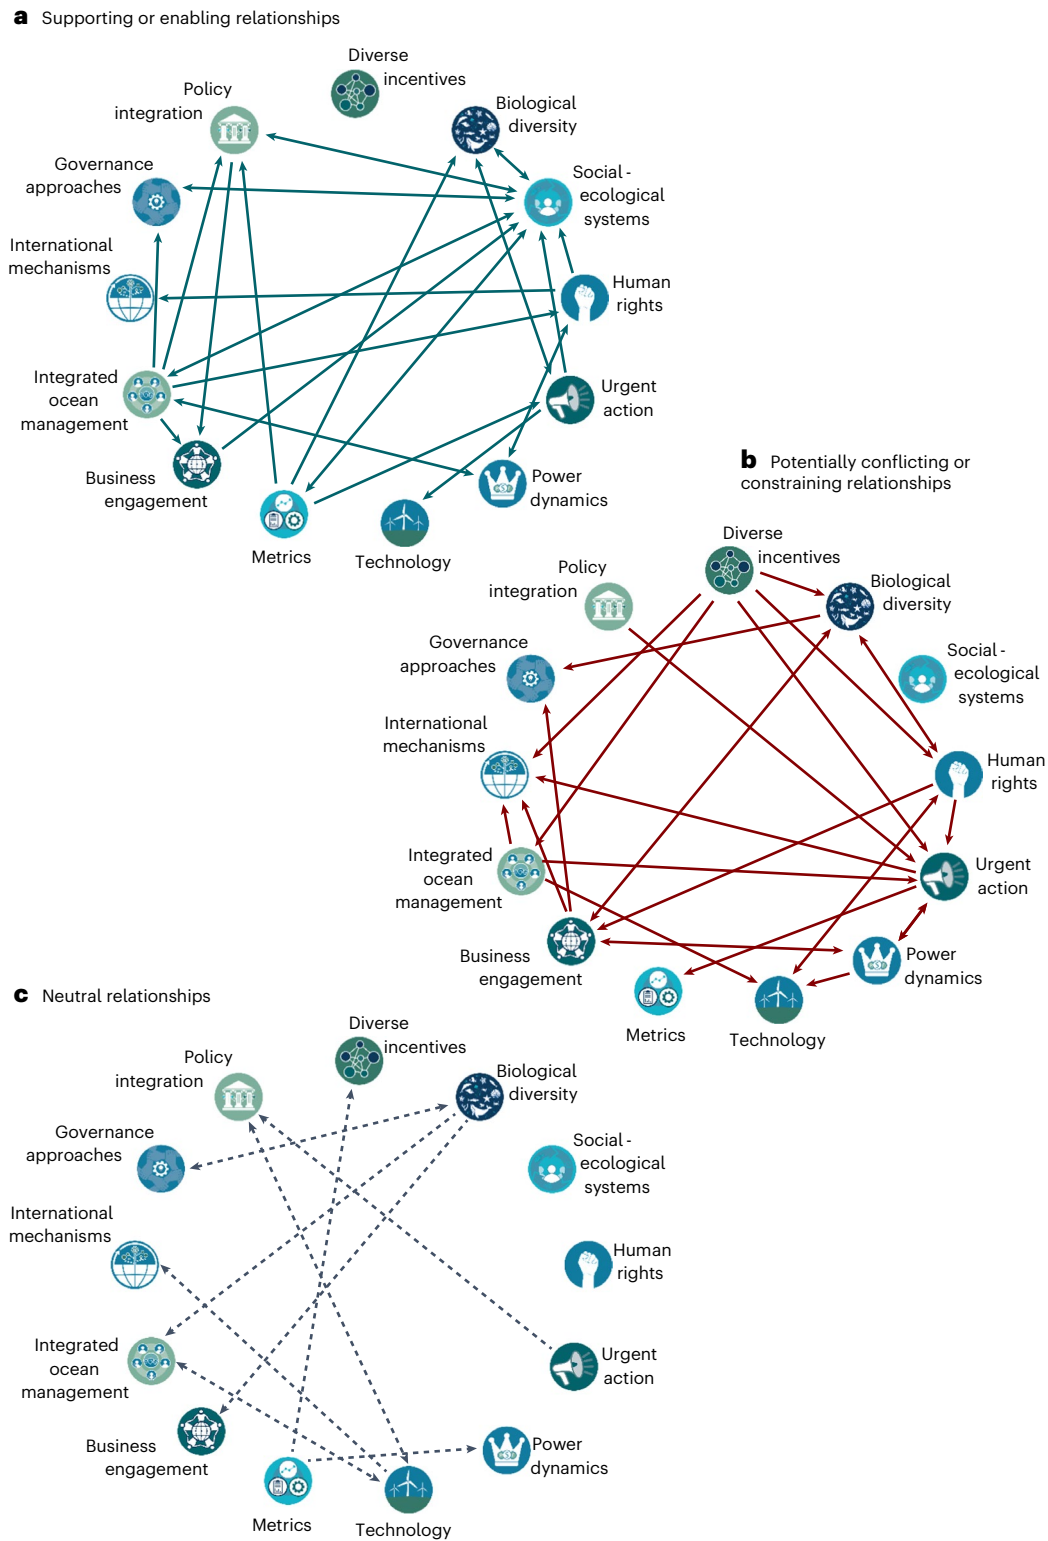 a Supporting or enabling relationships
Diverse
incentives
Policy
integration
Biological
diversity
Governance
approaches
Social-
ecological
systems
International
mechanisms
Human
rights
Integrated
ocean
management
Urgent
action
Business
engagement
Power
dynamics
Metrics
Technology
b Potentially conflicting or
constraining relationships
Diverse
incentives
Policy
integration
Biological
diversity
Governance
approaches
Social-
ecological
systems
International
mechanisms
Human
rights
Integrated
ocean
management
Urgent
action
Business
engagement
Power
dynamics
Metrics
Technology
c Neutral relationships
Diverse
incentives
Policy
integration
Biological
diversity
Governance
approaches
Social-
ecological
systems
International
mechanisms
Human
rights
Integrated
ocean
management
Urgent
action
Business
engagement
Power
dynamics
Metrics
Technology